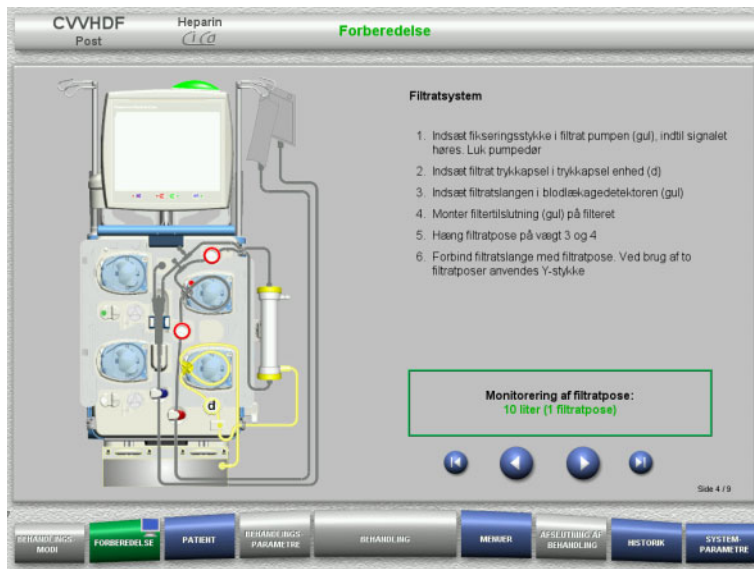 CVVHDF
Post
Heparin
Ci Ca
Forberedelse
Filtratsystem
1. Indsæt fikseringsstykke i filtrat pumpen (gul), indtil signalet
høres. Luk pumpedør
2. Indsæt filtrat trykkapsel i trykkapsel enhed (d)
3. Indsæt filtratslangen i blodlækagedetektoren (gul)
4. Monter filtertilslutning (gul) på filteret
5. Hæng filtratpose på vægt 3 og 4
6. Forbind filtratslange med filtratpose. Ved brug af to
filtratposer anvendes Y-stykke
d
Monitorering af filtratpose:
10 liter (1 filtratpose)
Side 4 / 9
BEHANDLINGS-
MODI
FORBEREDELSE
PATIENT
BEHANDLINGS-
PARAMETRE
BEHANDLING
MENUER
AFSLUTNING AF
BEHANDLING
HISTORIK
SYSTEM-
PARAMETRE